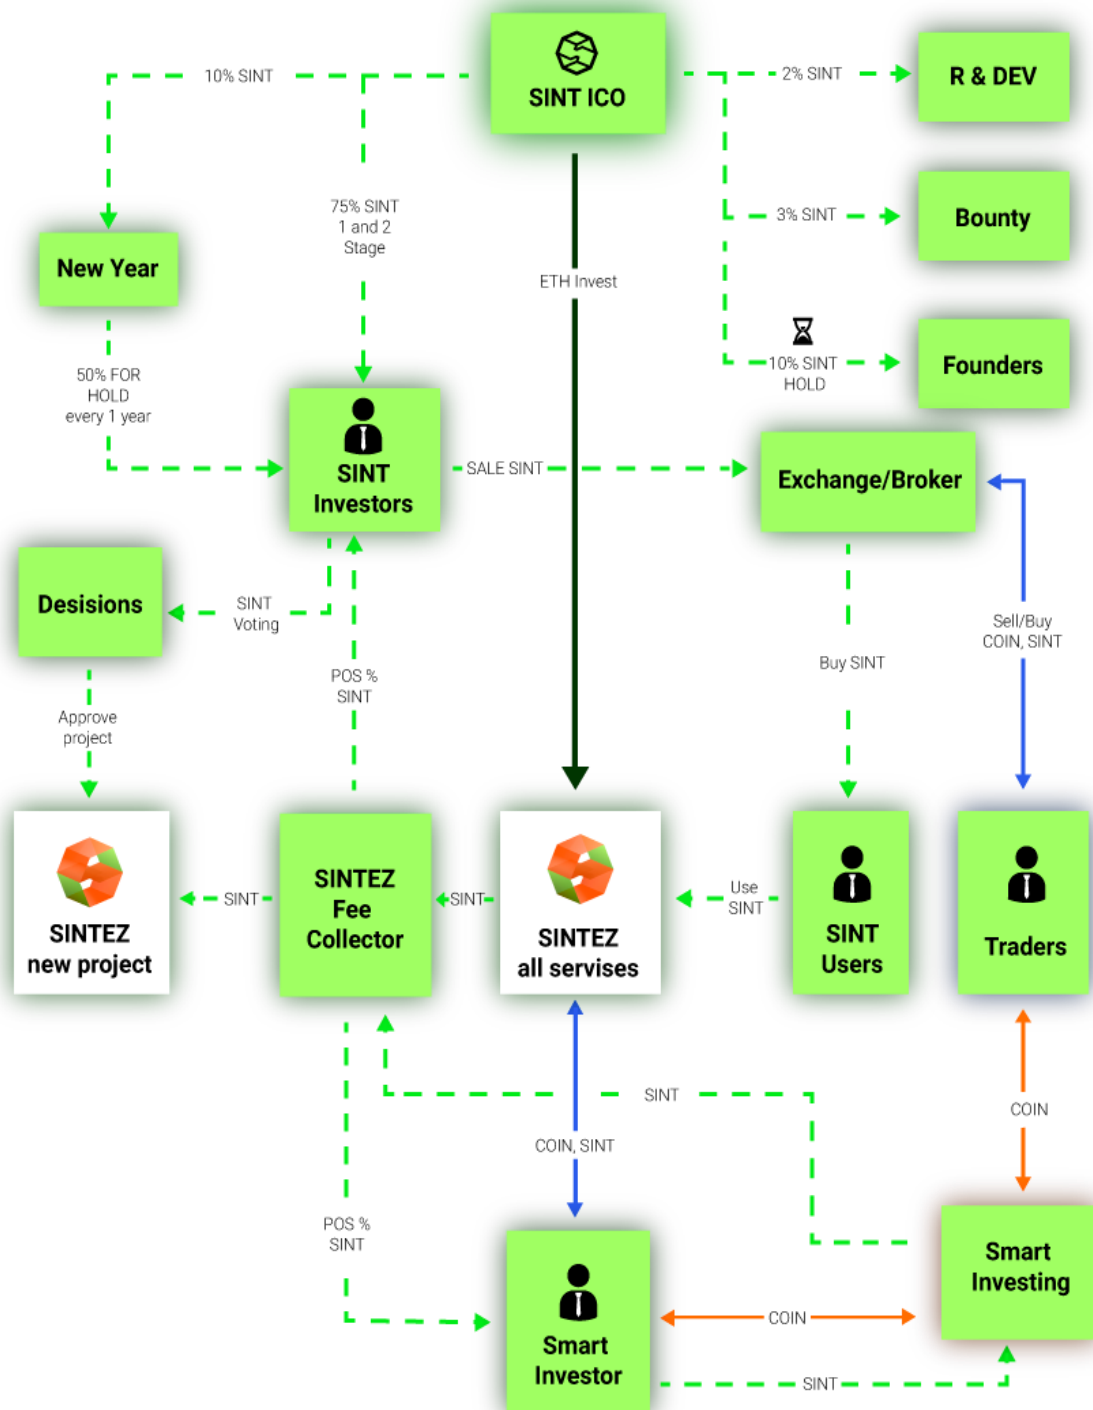 10% SINT
SINT ICO
2% SINT
R & DEV
75% SINT
1 and 2
Stage
3% SINT
Bounty
New Year
ETH Invest
10% SINT
HOLD
Founders
50% FOR
HOLD
every 1 year
SINT
Investors
SALE SINT
Exchange/Broker
Desisions
SINT
Voting
Sell/Buy
COIN, SINT
POS %
SINT
Buy SINT
Approve
project
SINTEZ
new project
SINT
SINTEZ
Fee
Collector
SINT
SINTEZ
all servises
Use
SINT
SINT
Users
Traders
SINT
COIN
COIN, SINT
POS %
SINT
Smart
Investing
COIN
Smart
Investor
SINT